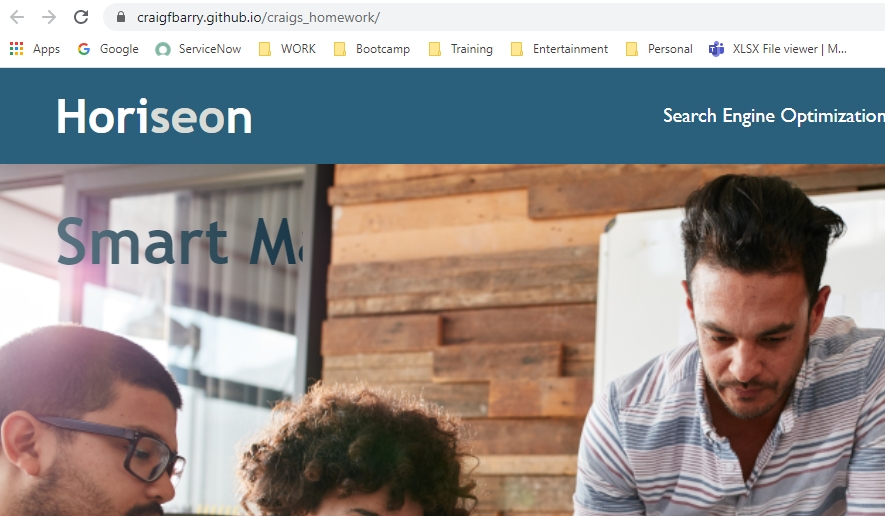 craigfbarry.github.io/craigs_homework/
Apps Google ServiceNow WORK Bootcamp Training Entertainment Personal XLSX File viewer | M...
Horiseon Search Engine Optimization
Smart